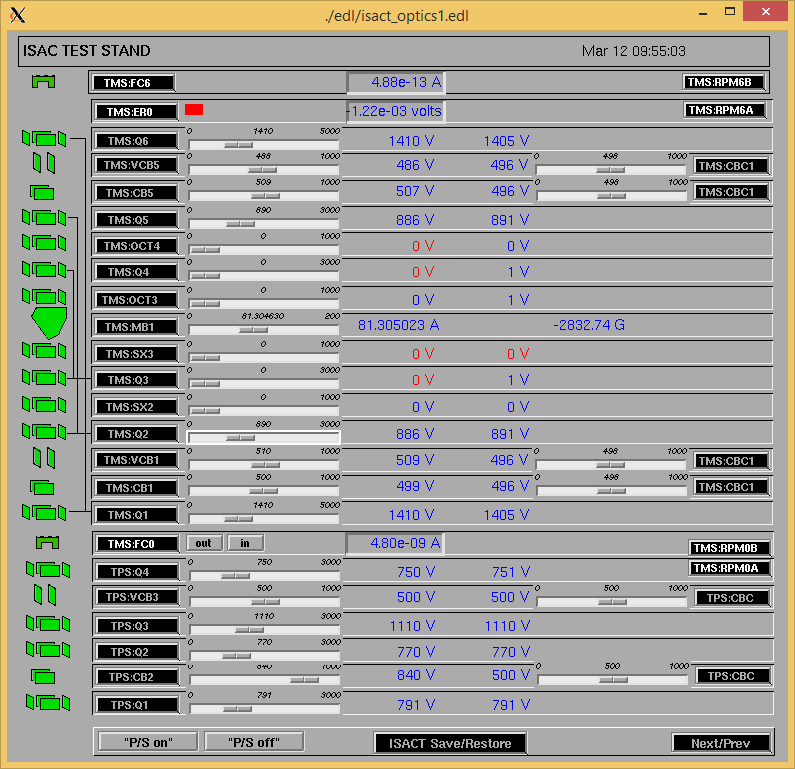 ./edl/isact_optics1.edl
ISAC TEST STAND Mar 12 09:55:03
TMS:FC6 4.88e-13 A TMS:RPM6B
TMS:ER0 -1.22e-03 volts TMS:RPM6A
TMS:Q6 0 1410 5000 1410 V 1405 V
TMS:VCB5 0 488 1000 486 V 496 V 0 496 1000 TMS:CBC1
TMS:CB5 0 509 1000 507 V 496 V 0 496 1000 TMS:CBC1
TMS:Q5 0 890 3000 886 V 891 V
TMS:OCT4 0 0 1000 0 V 0 V
TMS:Q4 0 0 3000 0 V 1 V
TMS:OCT3 0 0 1000 0 V 1 V
TMS:MB1 0 81.304630 200 81.305023 A -2832.74 G
TMS:SX3 0 0 1000 0 V 0 V
TMS:Q3 0 0 3000 0 V 1 V
TMS:SX2 0 0 1000 0 V 0 V
TMS:Q2 0 890 3000 886 V 891 V
TMS:VCB1 0 510 1000 509 V 496 V 0 496 1000 TMS:CBC1
TMS:CB1 0 500 1000 499 V 496 V 0 496 1000 TMS:CBC1
TMS:Q1 0 1410 5000 1410 V 1405 V
TMS:FC0 out in 4.80e-09 A TMS:RPM0B
TPS:Q4 0 750 3000 750 V 751 V TMS:RPM0A
TPS:VCB3 0 500 1000 500 V 500 V 0 500 1000 TPS:CBC
TPS:Q3 0 1110 3000 1110 V 1110 V
TPS:Q2 0 770 3000 770 V 770 V
TPS:CB2 0 840 1000 840 V 500 V 0 500 1000 TPS:CBC
TPS:Q1 0 791 3000 791 V 791 V
"P/S on" "P/S off" ISACT Save/Restore Next/Prev